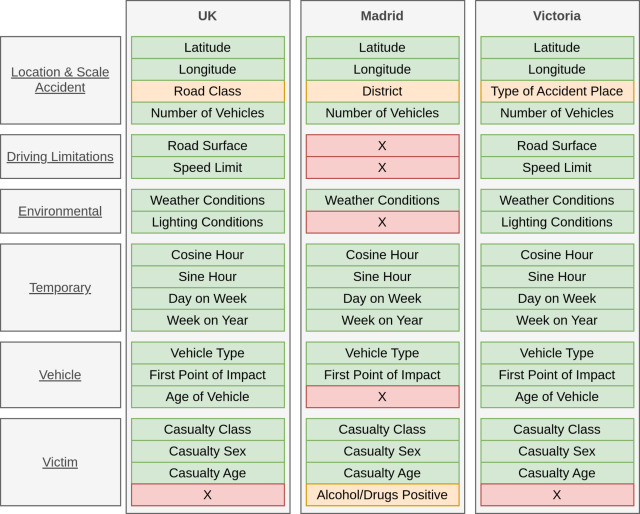 UK
Madrid
Victoria
Location & Scale
Accident
Latitude
Longitude
Road Class
Number of Vehicles
Latitude
Longitude
District
Number of Vehicles
Latitude
Longitude
Type of Accident Place
Number of Vehicles
Driving Limitations
Road Surface
Speed Limit
X
X
Road Surface
Speed Limit
Environmental
Weather Conditions
Lighting Conditions
Weather Conditions
X
Weather Conditions
Lighting Conditions
Temporary
Cosine Hour
Sine Hour
Day on Week
Week on Year
Cosine Hour
Sine Hour
Day on Week
Week on Year
Cosine Hour
Sine Hour
Day on Week
Week on Year
Vehicle
Vehicle Type
First Point of Impact
Age of Vehicle
Vehicle Type
First Point of Impact
X
Vehicle Type
First Point of Impact
Age of Vehicle
Victim
Casualty Class
Casualty Sex
Casualty Age
X
Casualty Class
Casualty Sex
Casualty Age
Alcohol/Drugs Positive
Casualty Class
Casualty Sex
Casualty Age
X